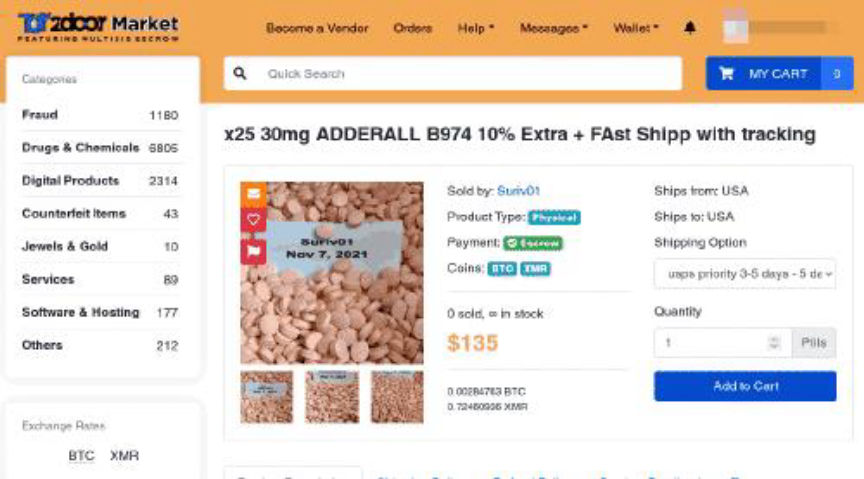 Tor2door Market
FEATURING MULTISIG ESCROW
Become a Vendor Orders Help Messages Wallet
Quick Search
MY CART 0
Categories
Fraud 1180
Drugs & Chemicals 6805
Digital Products 2314
Counterfeit Items 43
Jewels & Gold 10
Services 89
Software & Hosting 177
Others 212
Exchange Rates
BTC XMR
x25 30mg ADDERALL B974 10% Extra + FAst Shipp with tracking
Suriv01
Nov 7, 2021
Sold by: Suriv01
Product Type: Physical
Payment: Escrow
Coins: BTC XMR
0 sold, ∞ in stock
$135
0.00284763 BTC
XMR
Ships from: USA
Ships to: USA
Shipping Option
usps priority 3-5 days - 5 de
Quantity
1 Pills
Add to Cart